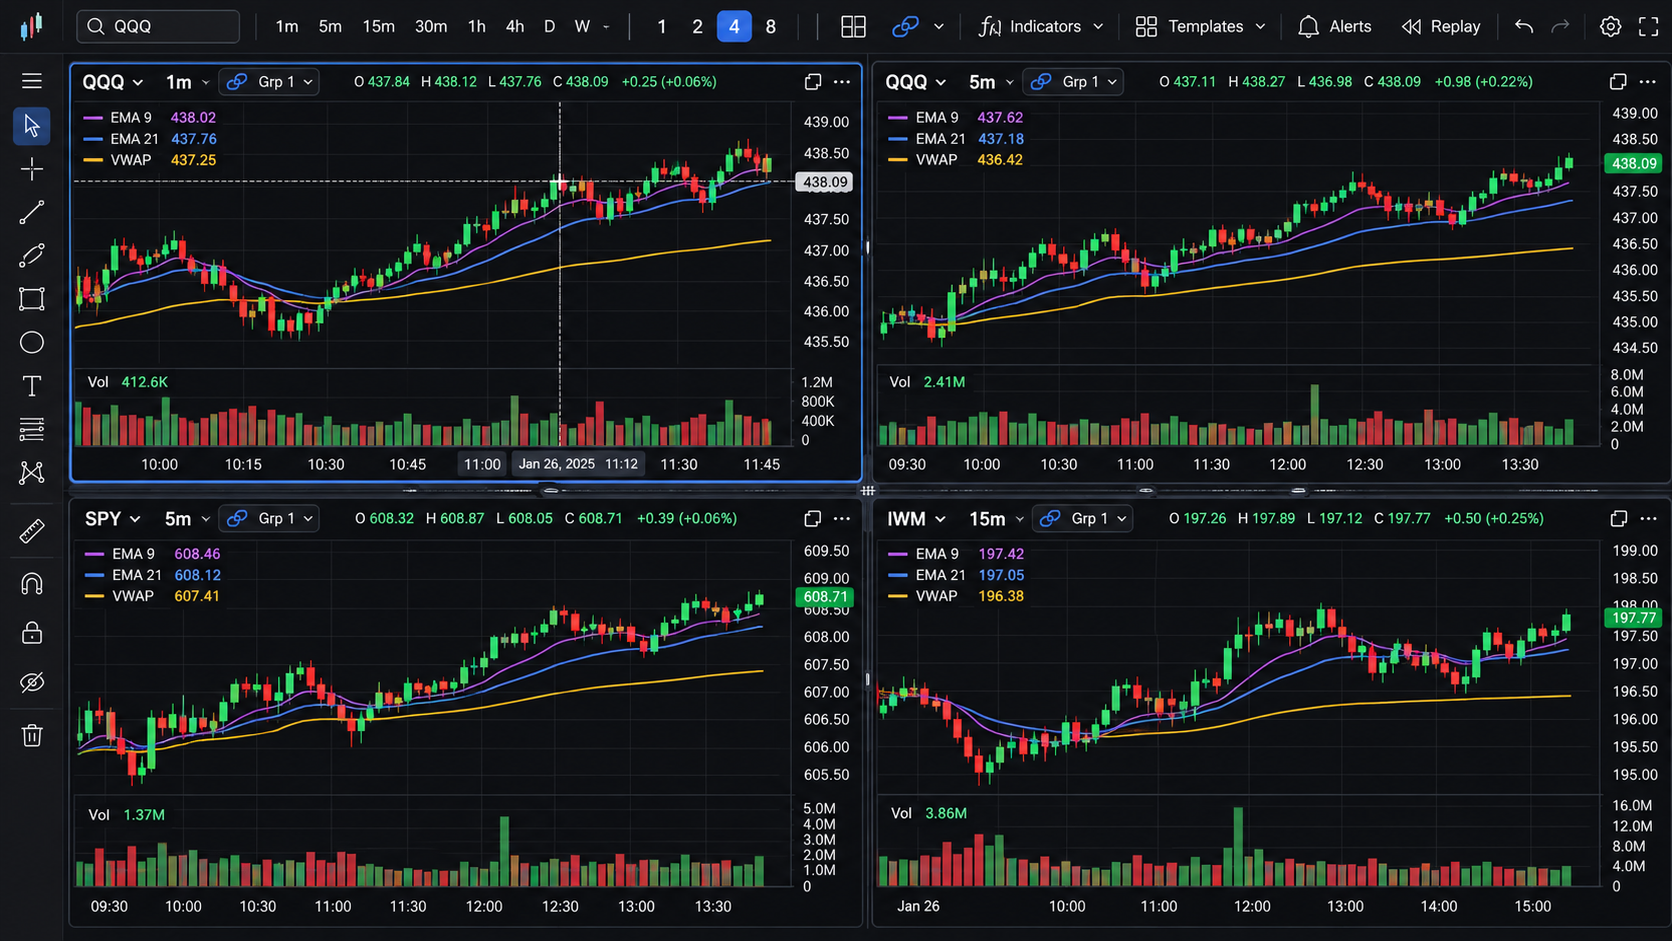 QQQ 1m 5m 15m 30m 1h 4h D W 1 2 4 8 Indicators Templates Alerts Replay
QQQ 1m Grp 1 O 437.84 H 438.12 L 437.76 C 438.09 +0.25 (+0.06%)
EMA 9 438.02
EMA 21 437.76
VWAP 437.25
439.00
438.50
438.09
437.50
437.00
436.50
436.00
435.50
Vol 412.6K
1.2M
800K
400K
0
10:00 10:15 10:30 10:45 11:00 Jan 26, 2025 11:12 11:30 11:45
QQQ 5m Grp 1 O 437.11 H 438.27 L 436.98 C 438.09 +0.98 (+0.22%)
EMA 9 437.62
EMA 21 437.18
VWAP 436.42
439.00
438.50
438.09
437.50
437.00
436.50
436.00
435.50
435.00
434.50
Vol 2.41M
8.0M
6.0M
4.0M
2.0M
0
09:30 10:00 10:30 11:00 11:30 12:00 12:30 13:00 13:30
SPY 5m Grp 1 O 608.32 H 608.87 L 608.05 C 608.71 +0.39 (+0.06%)
EMA 9 608.46
EMA 21 608.12
VWAP 607.41
609.50
609.00
608.71
608.50
608.00
607.50
607.00
606.50
606.00
605.50
Vol 1.37M
5.0M
4.0M
3.0M
2.0M
1.0M
0
09:30 10:00 10:30 11:00 11:30 12:00 12:30 13:00 13:30
IWM 15m Grp 1 O 197.26 H 197.89 L 197.12 C 197.77 +0.50 (+0.25%)
EMA 9 197.42
EMA 21 197.05
VWAP 196.38
199.00
198.50
198.00
197.77
197.50
197.00
196.50
196.00
195.50
195.00
Vol 3.86M
16.0M
12.0M
8.0M
4.0M
0
Jan 26 10:00 11:00 12:00 13:00 14:00 15:00